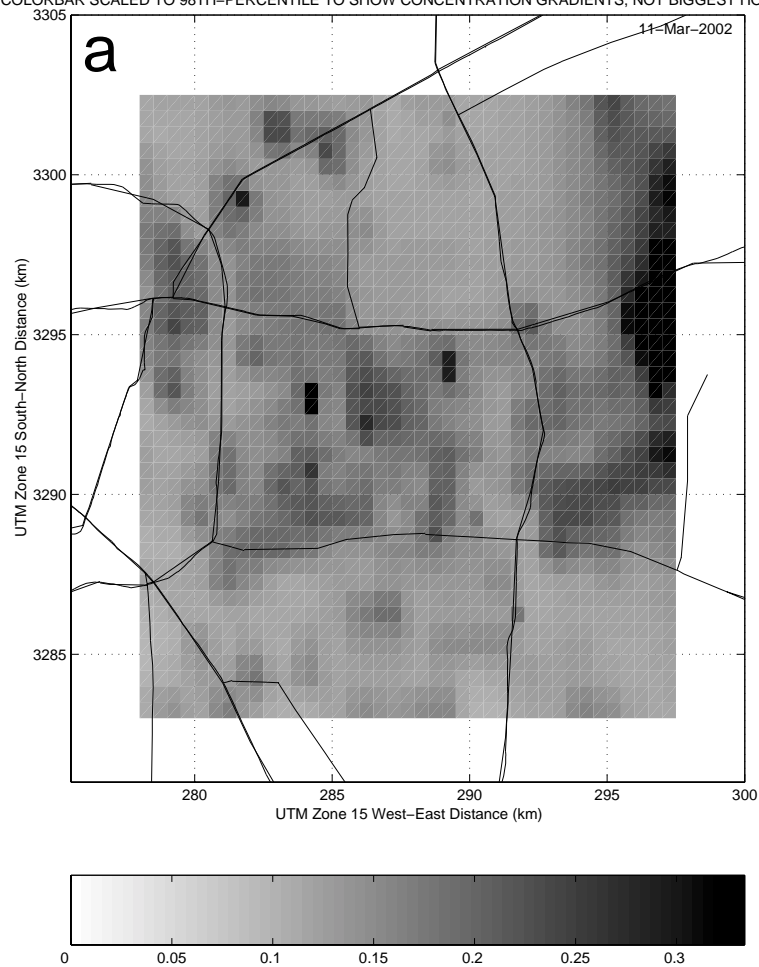 COLORBAR SCALED TO 98TH−PERCENTILE TO SHOW CONCENTRATION GRADIENTS, NOT BIGGEST
3305
a
11−Mar−2002
3300
3295
3290
3285
UTM Zone 15 South−North Distance (km)
280 285 290 295 300
UTM Zone 15 West−East Distance (km)
0 0.05 0.1 0.15 0.2 0.25 0.3